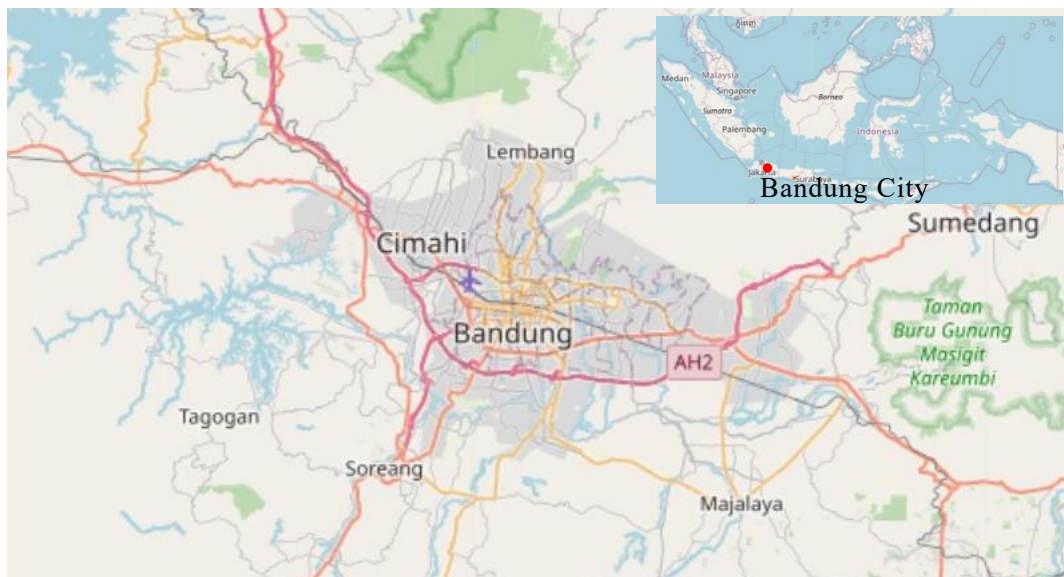 Lembang
Cimahi
Bandung
AH2
Sumedang
Taman
Buru Gunung
Masigit
Kareumbi
Tagogan
Soreang
Majalaya
Medan
Malaysia
Singapore
Sumatra
Borneo
Palembang
Indonesia
Jakarta
Surabaya
Bandung City